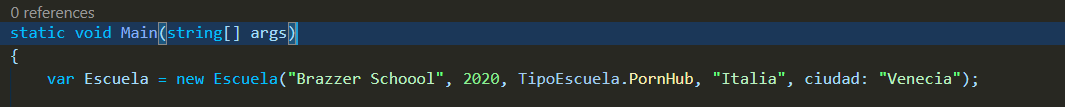 0 references
static void Main(string[] args)
{
var Escuela = new Escuela("Brazzer Schoool", 2020, TipoEscuela.PornHub, "Italia", ciudad: "Venecia");